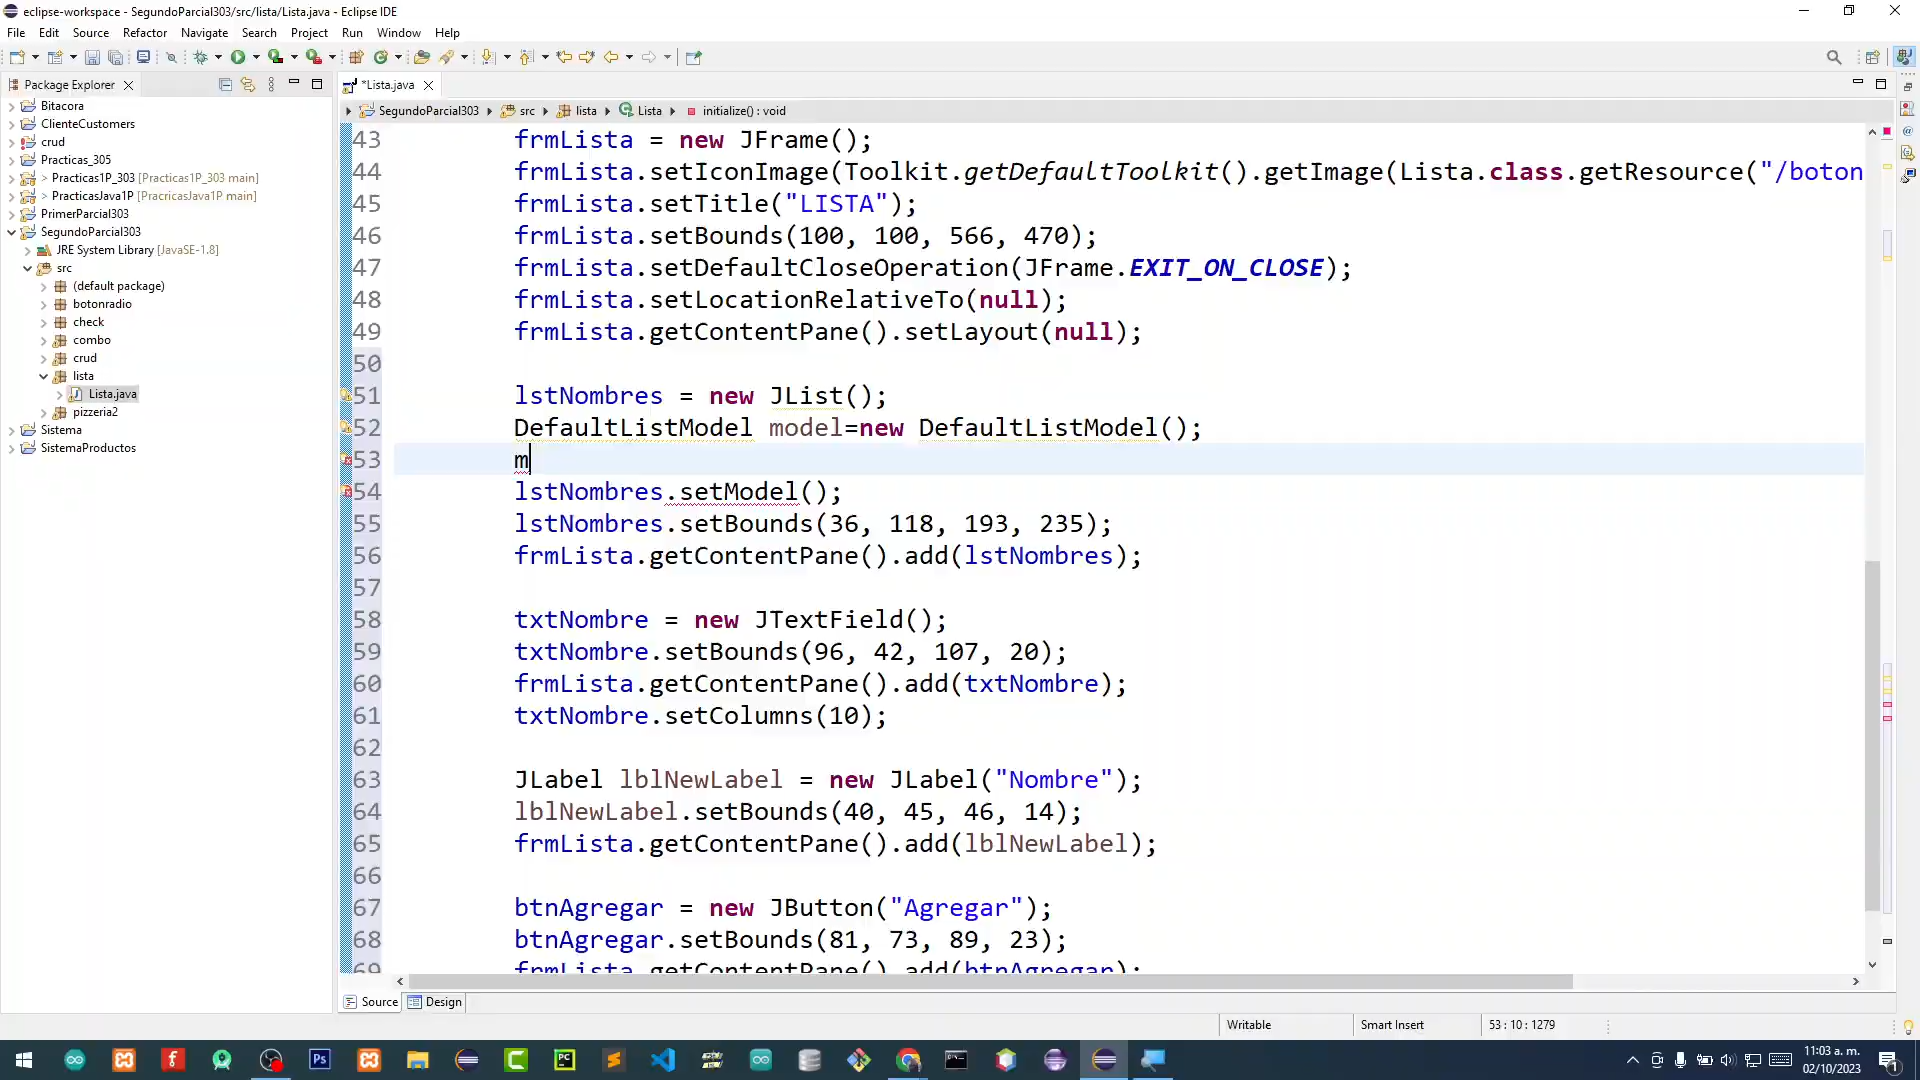 eclipse-workspace - SegundoParcial303/src/lista/Lista.java - Eclipse IDE
File Edit Source Refactor Navigate Search Project Run Window Help
Package Explorer
*Lista.java
SegundoParcial303 src lista Lista initialize() : void
Bitacora
ClienteCustomers
crud
Practicas_305
> Practicas1P_303 [Practicas1P_303 main]
> PracticasJava1P [PracricasJava1P main]
PrimerParcial303
SegundoParcial303
JRE System Library [JavaSE-1.8]
src
(default package)
botonradio
check
combo
crud
lista
Lista.java
pizzeria2
Sistema
SistemaProductos
43 frmLista = new JFrame();
44 frmLista.setIconImage(Toolkit.getDefaultToolkit().getImage(Lista.class.getResource("/boton
45 frmLista.setTitle("LISTA");
46 frmLista.setBounds(100, 100, 566, 470);
47 frmLista.setDefaultCloseOperation(JFrame.EXIT_ON_CLOSE);
48 frmLista.setLocationRelativeTo(null);
49 frmLista.getContentPane().setLayout(null);
50
51 lstNombres = new JList();
52 DefaultListModel model=new DefaultListModel();
53 m
54 lstNombres.setModel();
55 lstNombres.setBounds(36, 118, 193, 235);
56 frmLista.getContentPane().add(lstNombres);
57
58 txtNombre = new JTextField();
59 txtNombre.setBounds(96, 42, 107, 20);
60 frmLista.getContentPane().add(txtNombre);
61 txtNombre.setColumns(10);
62
63 JLabel lblNewLabel = new JLabel("Nombre");
64 lblNewLabel.setBounds(40, 45, 46, 14);
65 frmLista.getContentPane().add(lblNewLabel);
66
67 btnAgregar = new JButton("Agregar");
68 btnAgregar.setBounds(81, 73, 89, 23);
69 frmLista.getContentPane().add(btnAgregar);
Source Design
Writable Smart Insert 53 : 10 : 1279
11:03 a. m.
02/10/2023